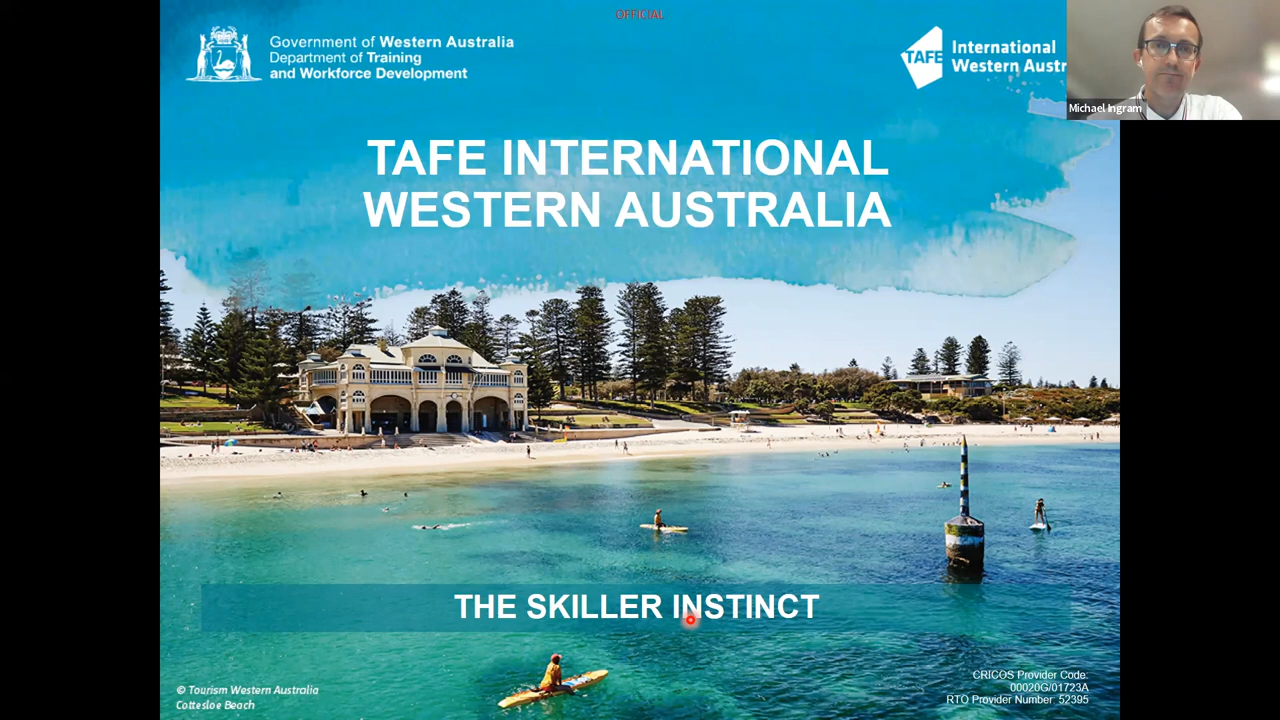 OFFICIAL
Government of Western Australia
Department of Training
and Workforce Development
TAFE
International
Western Austr
Michael Ingram
TAFE INTERNATIONAL
WESTERN AUSTRALIA
THE SKILLER INSTINCT
© Tourism Western Australia
Cottesloe Beach
CRICOS Provider Code:
00020G/01723A
RTO Provider Number: 52395